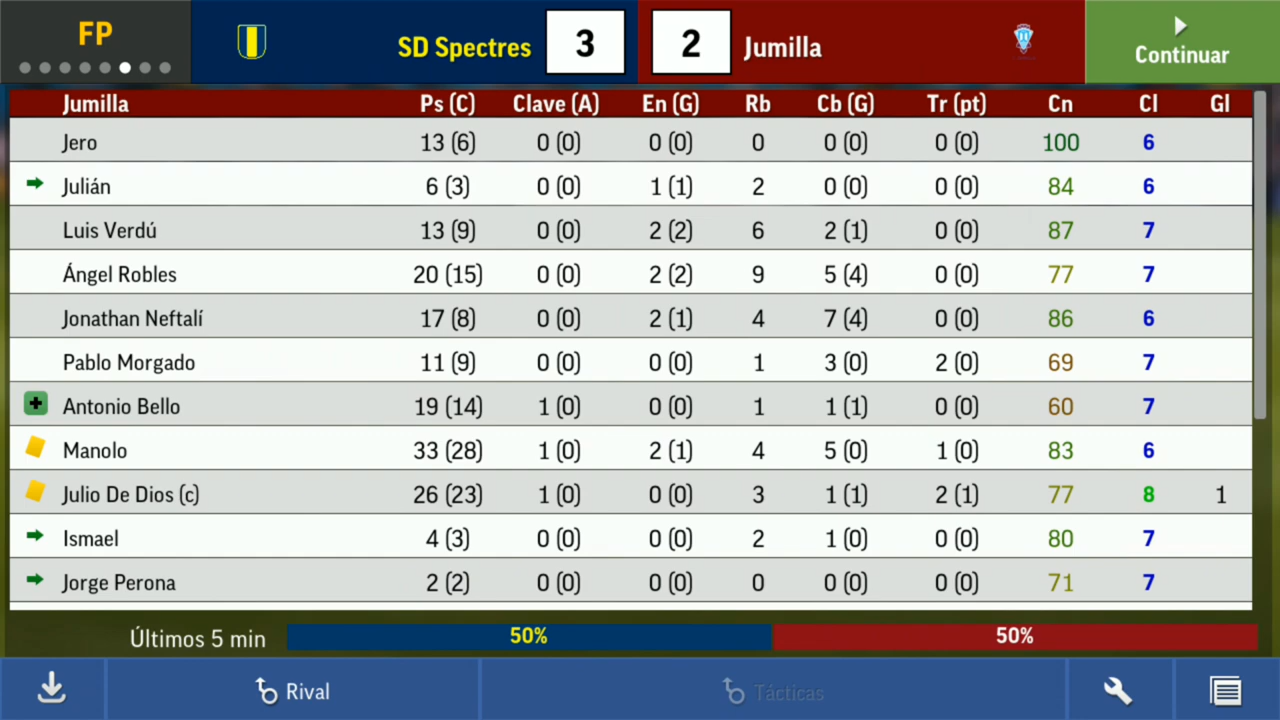 FP SD Spectres 3 2 Jumilla Continuar
Jumilla Ps (C) Clave (A) En (G) Rb Cb (G) Tr (pt) Cn Cl Gl
Jero 13 (6) 0 (0) 0 (0) 0 0 (0) 0 (0) 100 6
Julián 6 (3) 0 (0) 1 (1) 2 0 (0) 0 (0) 84 6
Luis Verdú 13 (9) 0 (0) 2 (2) 6 2 (1) 0 (0) 87 7
Ángel Robles 20 (15) 0 (0) 2 (2) 9 5 (4) 0 (0) 77 7
Jonathan Neftalí 17 (8) 0 (0) 2 (1) 4 7 (4) 0 (0) 86 6
Pablo Morgado 11 (9) 0 (0) 0 (0) 1 3 (0) 2 (0) 69 7
Antonio Bello 19 (14) 1 (0) 0 (0) 1 1 (1) 0 (0) 60 7
Manolo 33 (28) 1 (0) 2 (1) 4 5 (0) 1 (0) 83 6
Julio De Dios (c) 26 (23) 1 (0) 0 (0) 3 1 (1) 2 (1) 77 8 1
Ismael 4 (3) 0 (0) 0 (0) 2 1 (0) 0 (0) 80 7
Jorge Perona 2 (2) 0 (0) 0 (0) 0 0 (0) 0 (0) 71 7
Últimos 5 min 50% 50%
Rival Tácticas